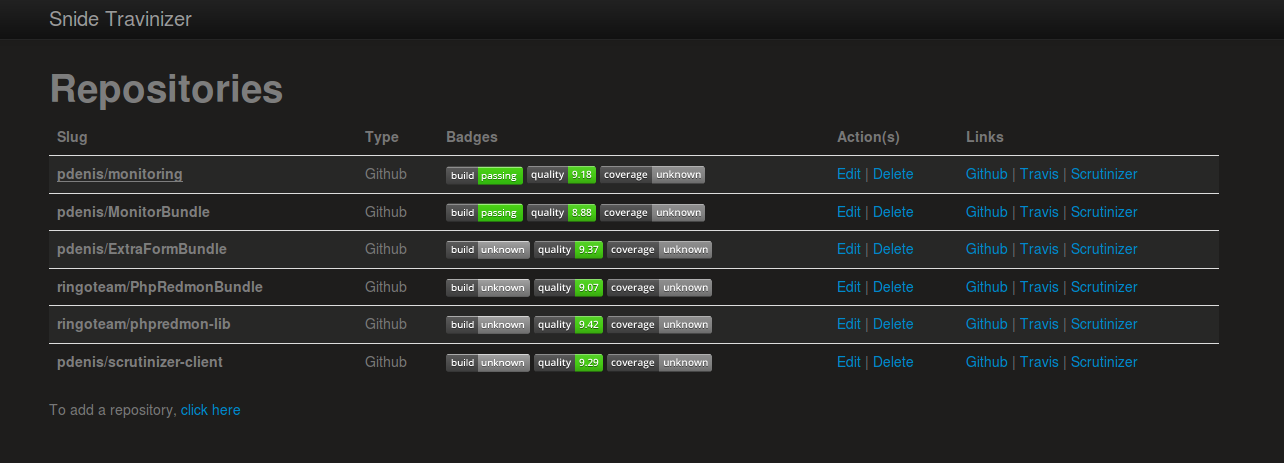 Snide Travinizer
Repositories
Slug Type Badges Action(s) Links
pdenis/monitoring Github build passing quality 9.18 coverage unknown Edit | Delete Github | Travis | Scrutinizer
pdenis/MonitorBundle Github build passing quality 8.88 coverage unknown Edit | Delete Github | Travis | Scrutinizer
pdenis/ExtraFormBundle Github build unknown quality 9.37 coverage unknown Edit | Delete Github | Travis | Scrutinizer
ringoteam/PhpRedmonBundle Github build unknown quality 9.07 coverage unknown Edit | Delete Github | Travis | Scrutinizer
ringoteam/phpredmon-lib Github build unknown quality 9.42 coverage unknown Edit | Delete Github | Travis | Scrutinizer
pdenis/scrutinizer-client Github build unknown quality 9.29 coverage unknown Edit | Delete Github | Travis | Scrutinizer
To add a repository, click here